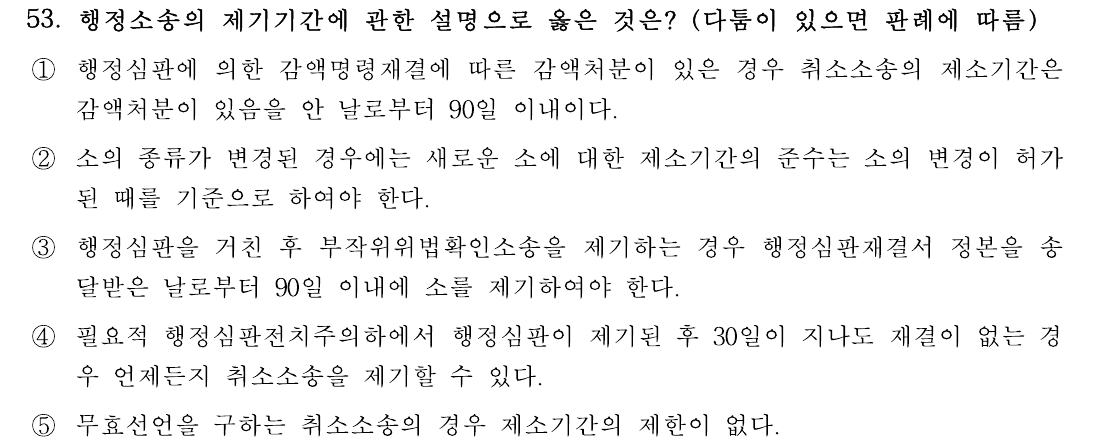 53. 행정소송의 제기기간에 관한 설명으로 옳은 것은? (다툼이 있으면 판례에 따름)
① 행정심판에 의한 감액명령재결에 따른 감액처분이 있은 경우 취소소송의 제소기간은
감액처분이 있음을 안 날로부터 90일 이내이다.
② 소의 종류가 변경된 경우에는 새로운 소에 대한 제소기간의 준수는 소의 변경이 허가
된 때를 기준으로 하여야 한다.
③ 행정심판을 거친 후 부작위위법확인소송을 제기하는 경우 행정심판재결서 정본을 송
달받은 날로부터 90일 이내에 소를 제기하여야 한다.
④ 필요적 행정심판전치주의하에서 행정심판이 제기된 후 30일이 지나도 재결이 없는 경
우 언제든지 취소소송을 제기할 수 있다.
⑤ 무효선언을 구하는 취소소송의 경우 제소기간의 제한이 없다.